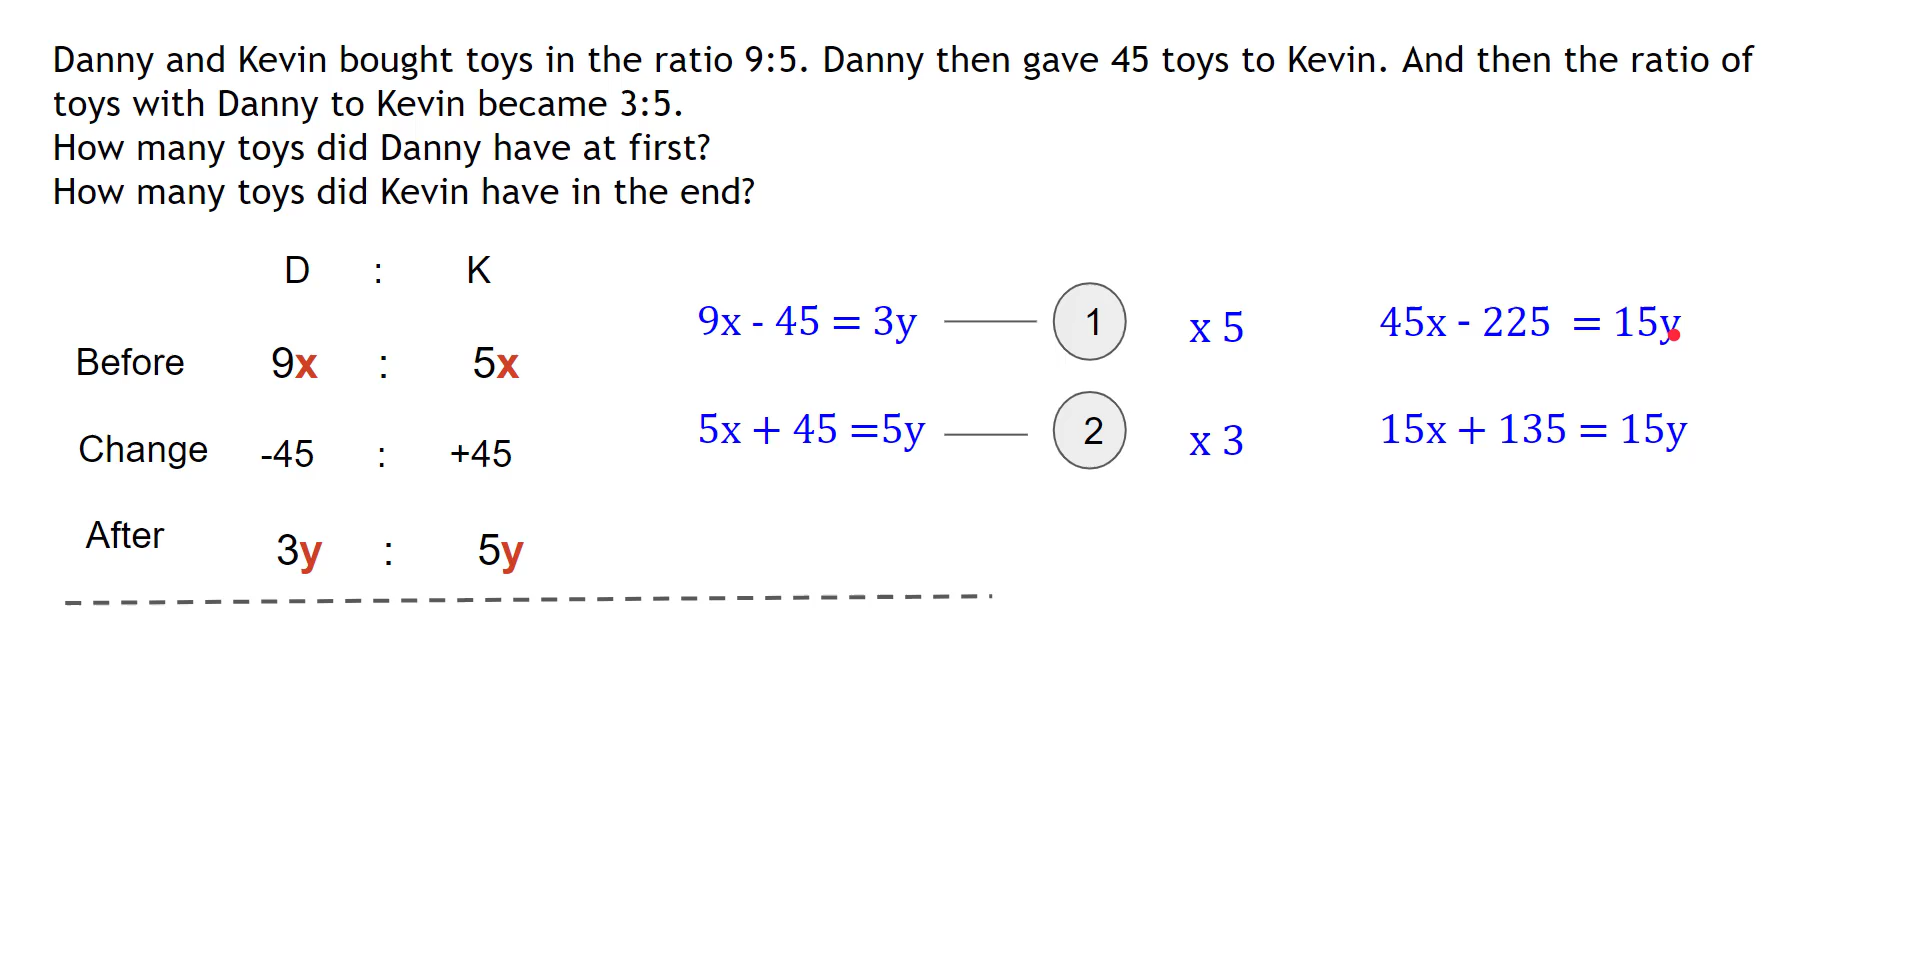 Danny and Kevin bought toys in the ratio 9:5. Danny then gave 45 toys to Kevin. And then the ratio of
toys with Danny to Kevin became 3:5.
How many toys did Danny have at first?
How many toys did Kevin have in the end?
D : K
Before 9x : 5x
Change -45 : +45
After 3y : 5y
9x - 45 = 3y 1 x 5 45x - 225 = 15y
5x + 45 =5y 2 x 3 15x + 135 = 15y